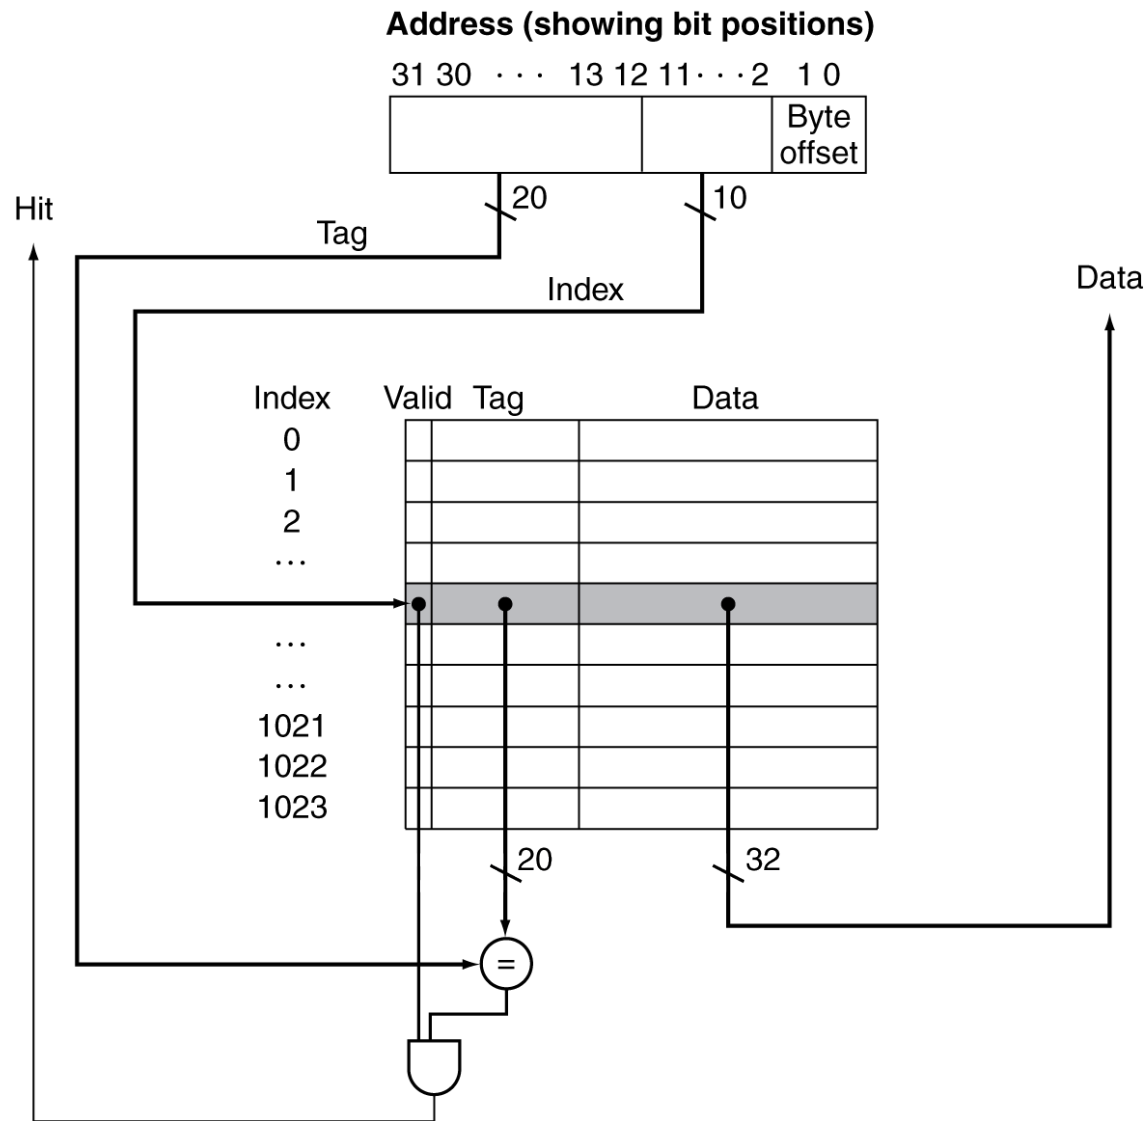 Address (showing bit positions)
31 30 · · · 13 12 11 · · · 2 1 0
Byte
offset
20
10
Hit
Tag
Index
Data
Index Valid Tag Data
0
1
2
···
···
···
1021
1022
1023
20
32
=